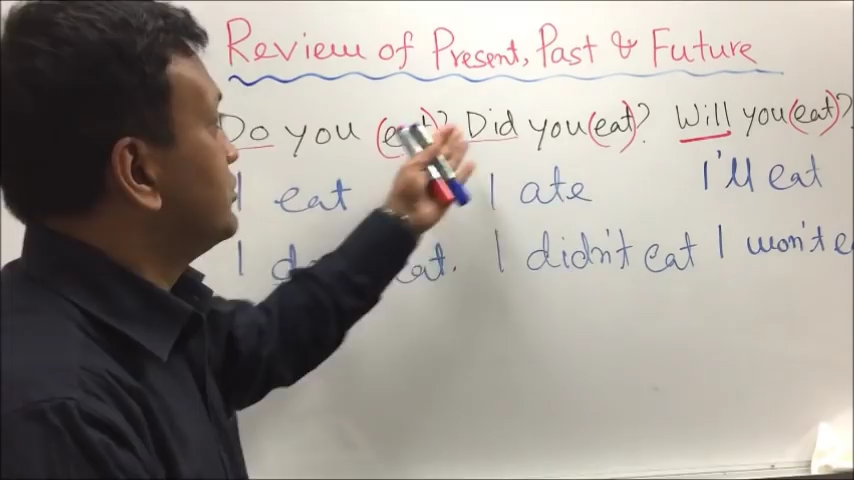 Review of Present, Past & Future
Do you (eat)? Did you (eat)? Will you (eat)?
I eat I ate I'll eat
I eat. I didn't eat I won't